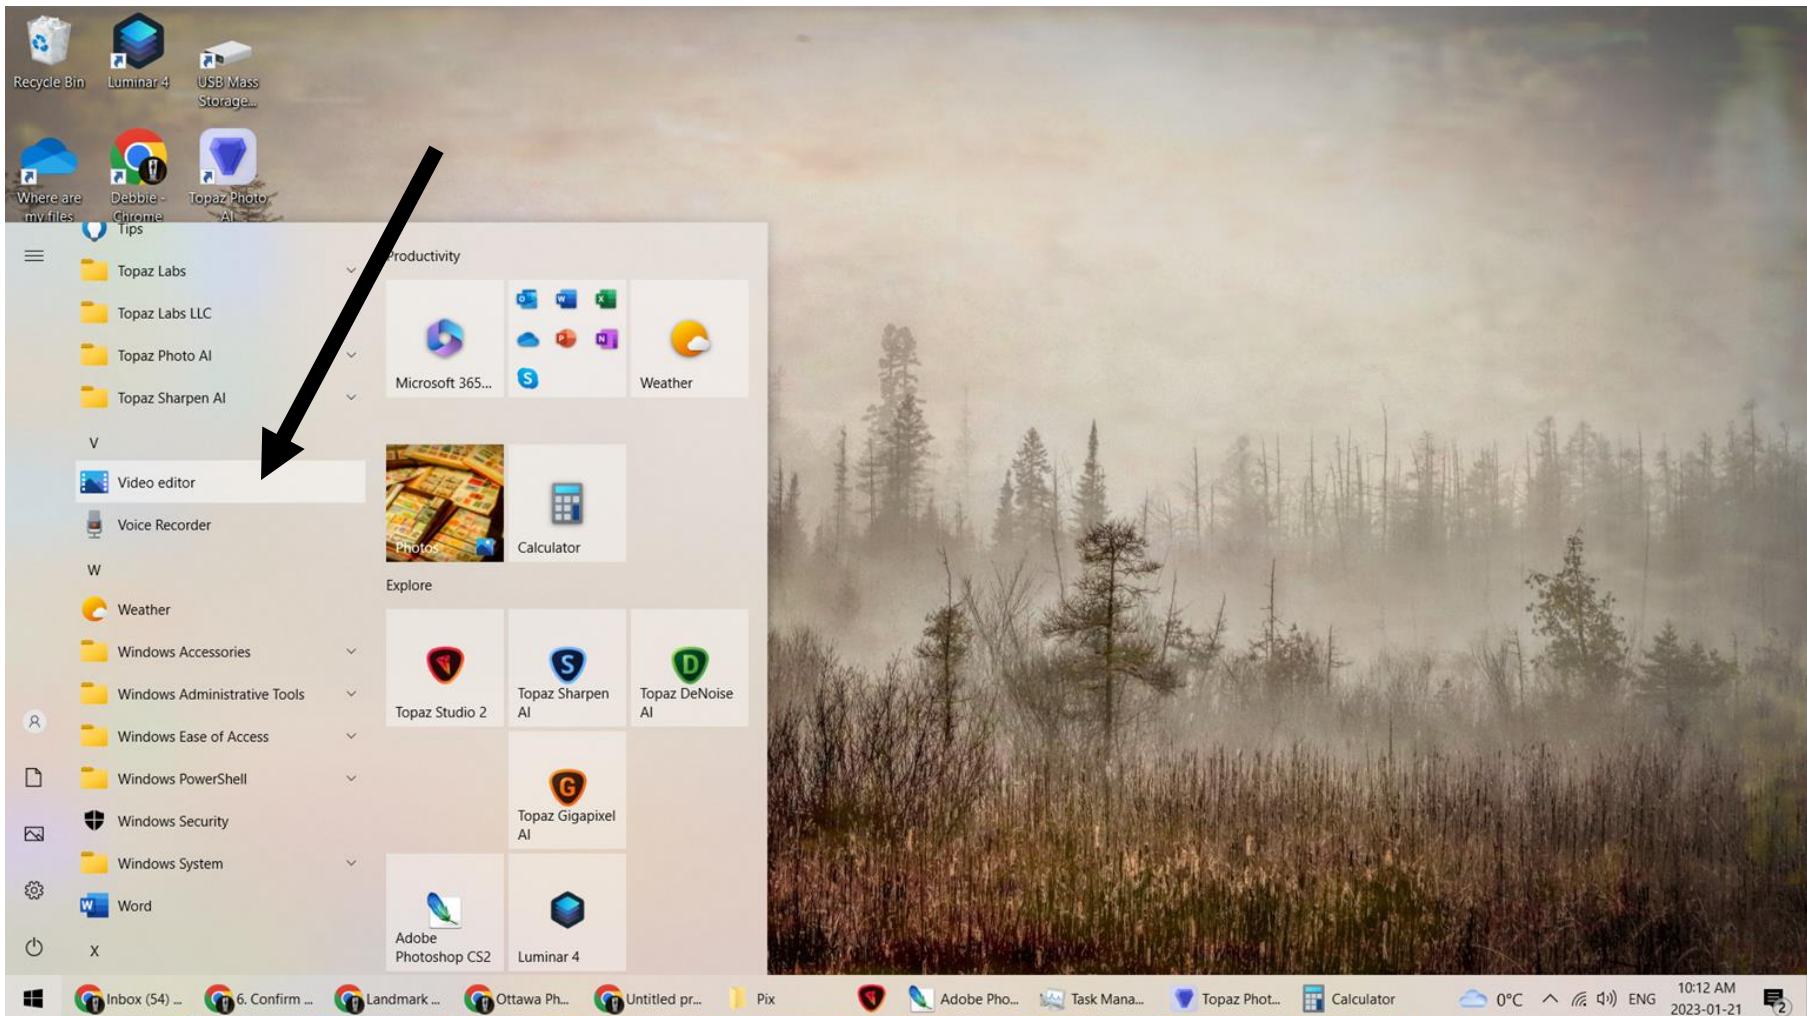 Recycle Bin
Luminar 4
USB Mass
Storage...
Where are
my files
Debbie -
Chrome
Topaz Photo
AI
Tips
Topaz Labs
Topaz Labs LLC
Topaz Photo AI
Topaz Sharpen AI
V
Video editor
Voice Recorder
W
Weather
Windows Accessories
Windows Administrative Tools
Windows Ease of Access
Windows PowerShell
Windows Security
Windows System
Word
X
Productivity
Microsoft 365...
Weather
Photos
Calculator
Explore
Topaz Studio 2
Topaz Sharpen
AI
Topaz DeNoise
AI
Topaz Gigapixel
AI
Adobe
Photoshop CS2
Luminar 4
Inbox (54) ...
6. Confirm ...
Landmark ...
Ottawa Ph...
Untitled pr...
Pix
Adobe Pho...
Task Mana...
Topaz Phot...
Calculator
0°C
ENG
10:12 AM
2023-01-21
2